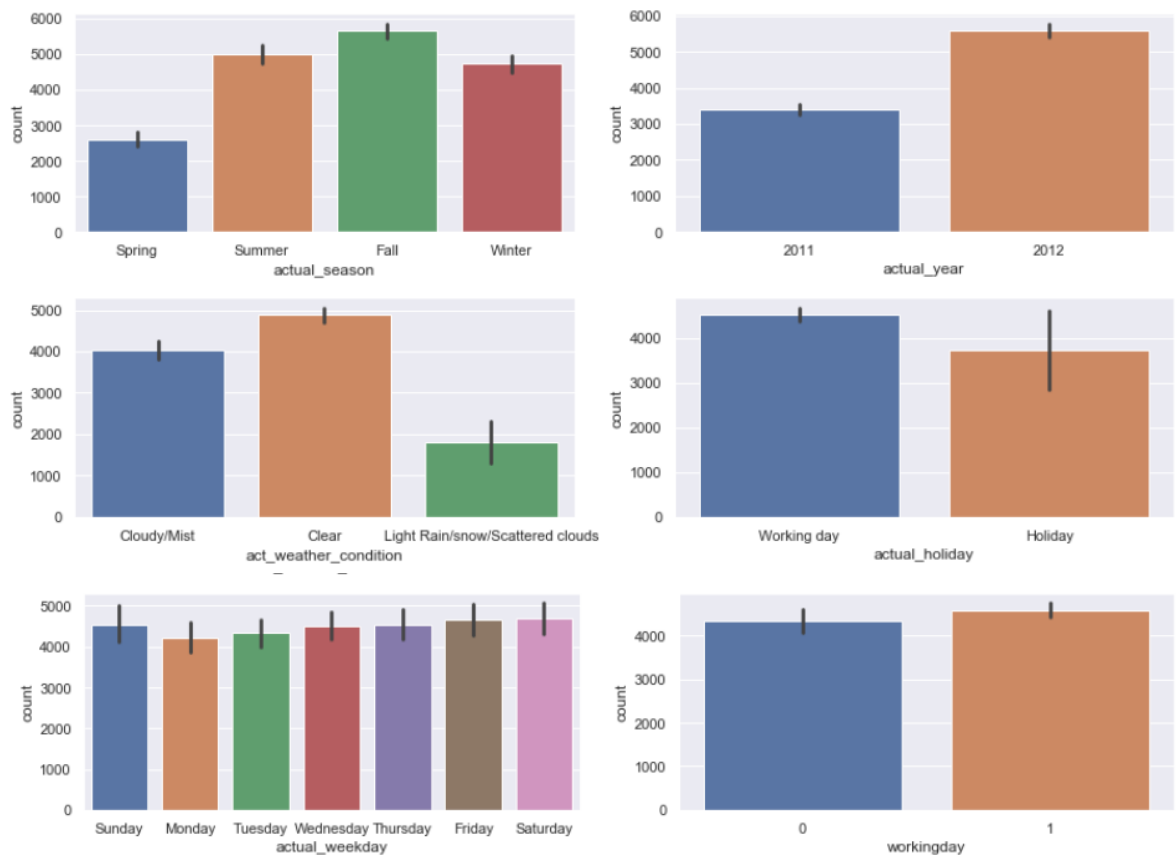 6000
5000
4000
3000
2000
1000
0
count
Spring Summer Fall Winter
actual_season
6000
5000
4000
3000
2000
1000
0
count
2011 2012
actual_year
5000
4000
3000
2000
1000
0
count
Cloudy/Mist Clear Light Rain/snow/Scattered clouds
act_weather_condition
4000
3000
2000
1000
0
count
Working day Holiday
actual_holiday
5000
4000
3000
2000
1000
0
count
Sunday Monday Tuesday Wednesday Thursday Friday Saturday
actual_weekday
4000
3000
2000
1000
0
count
0 1
workingday